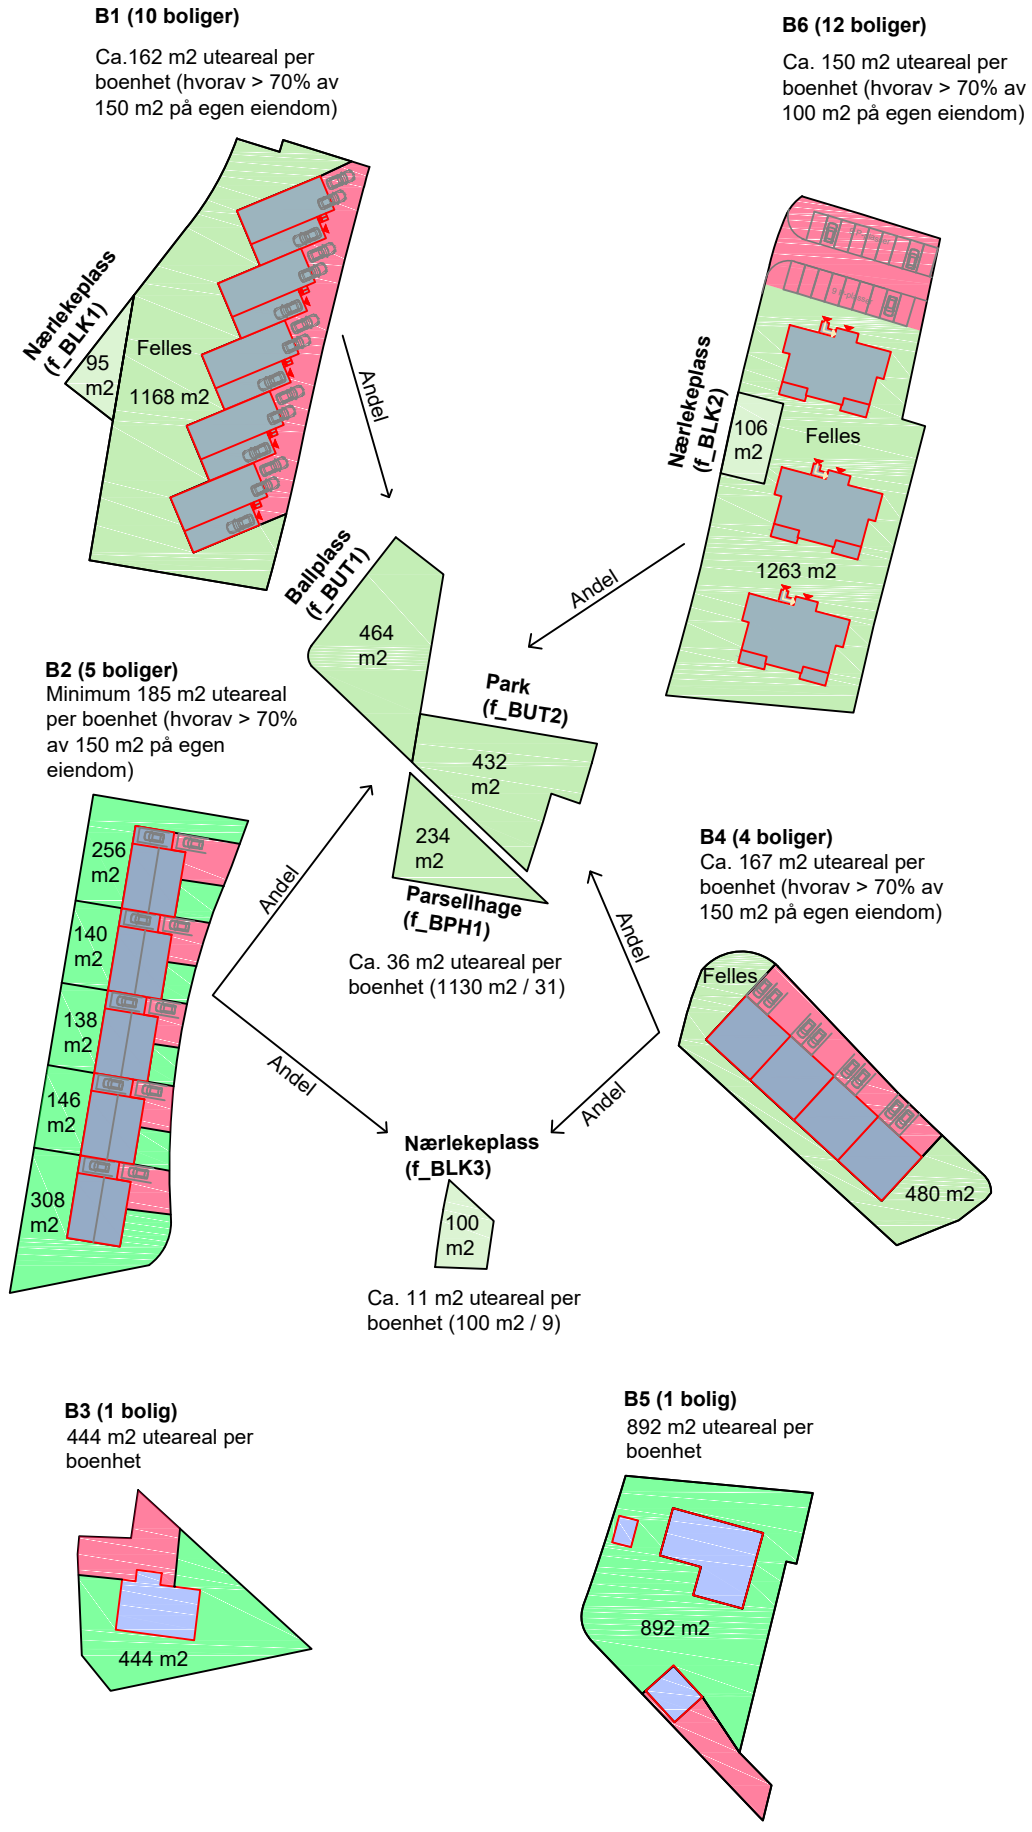 B1 (10 boliger)
Ca.162 m2 uteareal per
boenhet (hvorav > 70% av
150 m2 på egen eiendom)
B6 (12 boliger)
Ca. 150 m2 uteareal per
boenhet (hvorav > 70% av
100 m2 på egen eiendom)
Nærlekeplass
(f_BLK1)
95
m2
Felles
1168 m2
Andel
Nærlekeplass
(f_BLK2)
106
m2
Felles
1263 m2
Andel
Ballplass
(f_BUT1)
464
m2
Park
(f_BUT2)
432
m2
234
m2
Parsellhage
(f_BPH1)
Ca. 36 m2 uteareal per
boenhet (1130 m2 / 31)
B2 (5 boliger)
Minimum 185 m2 uteareal
per boenhet (hvorav > 70%
av 150 m2 på egen
eiendom)
256
m2
140
m2
138
m2
146
m2
308
m2
Andel
Andel
B4 (4 boliger)
Ca. 167 m2 uteareal per
boenhet (hvorav > 70% av
150 m2 på egen eiendom)
Felles
480 m2
Andel
Andel
Nærlekeplass
(f_BLK3)
100
m2
Ca. 11 m2 uteareal per
boenhet (100 m2 / 9)
B3 (1 bolig)
444 m2 uteareal per
boenhet
444 m2
B5 (1 bolig)
892 m2 uteareal per
boenhet
892 m2